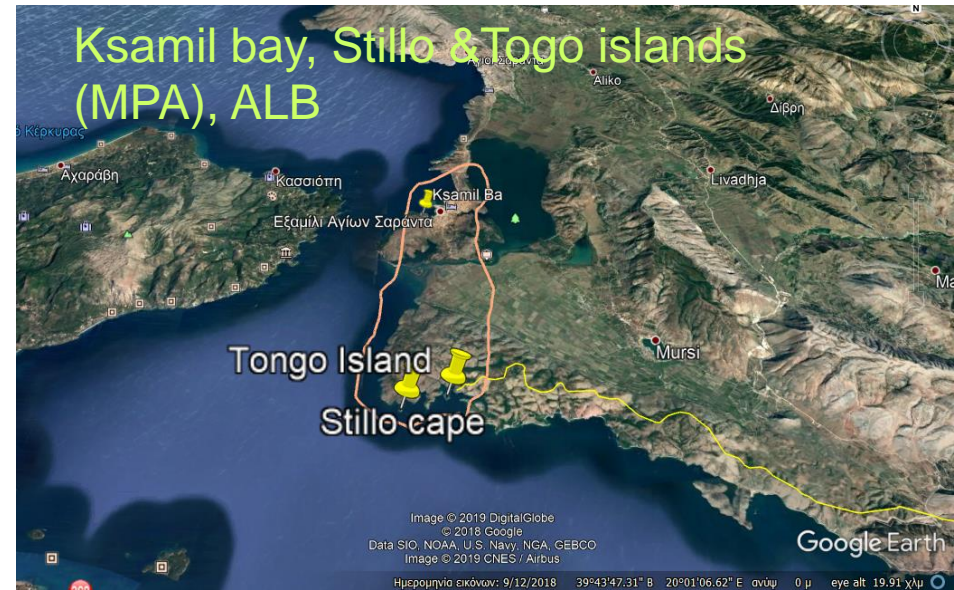 Ksamil bay, Stillo &Togo islands
(MPA), ALB
N
Aliko
Δίβρη
Κέρκυρας
Αχαράβη
Κασσιόπη
Livadhja
Ksamil Ba
Εξαμίλι Αγίων Σαράντα
Ma
Mursi
Tongo Island
Stillo cape
Image © 2019 DigitalGlobe
© 2018 Google
Data SIO, NOAA, U.S. Navy, NGA, GEBCO
Image © 2019 CNES / Airbus
Google Earth
Ημερομηνία εικόνων: 9/12/2018 39°43'47.31" Β 20°01'06.62" Ε ανύψ 0 μ eye alt 19.91 χλμ